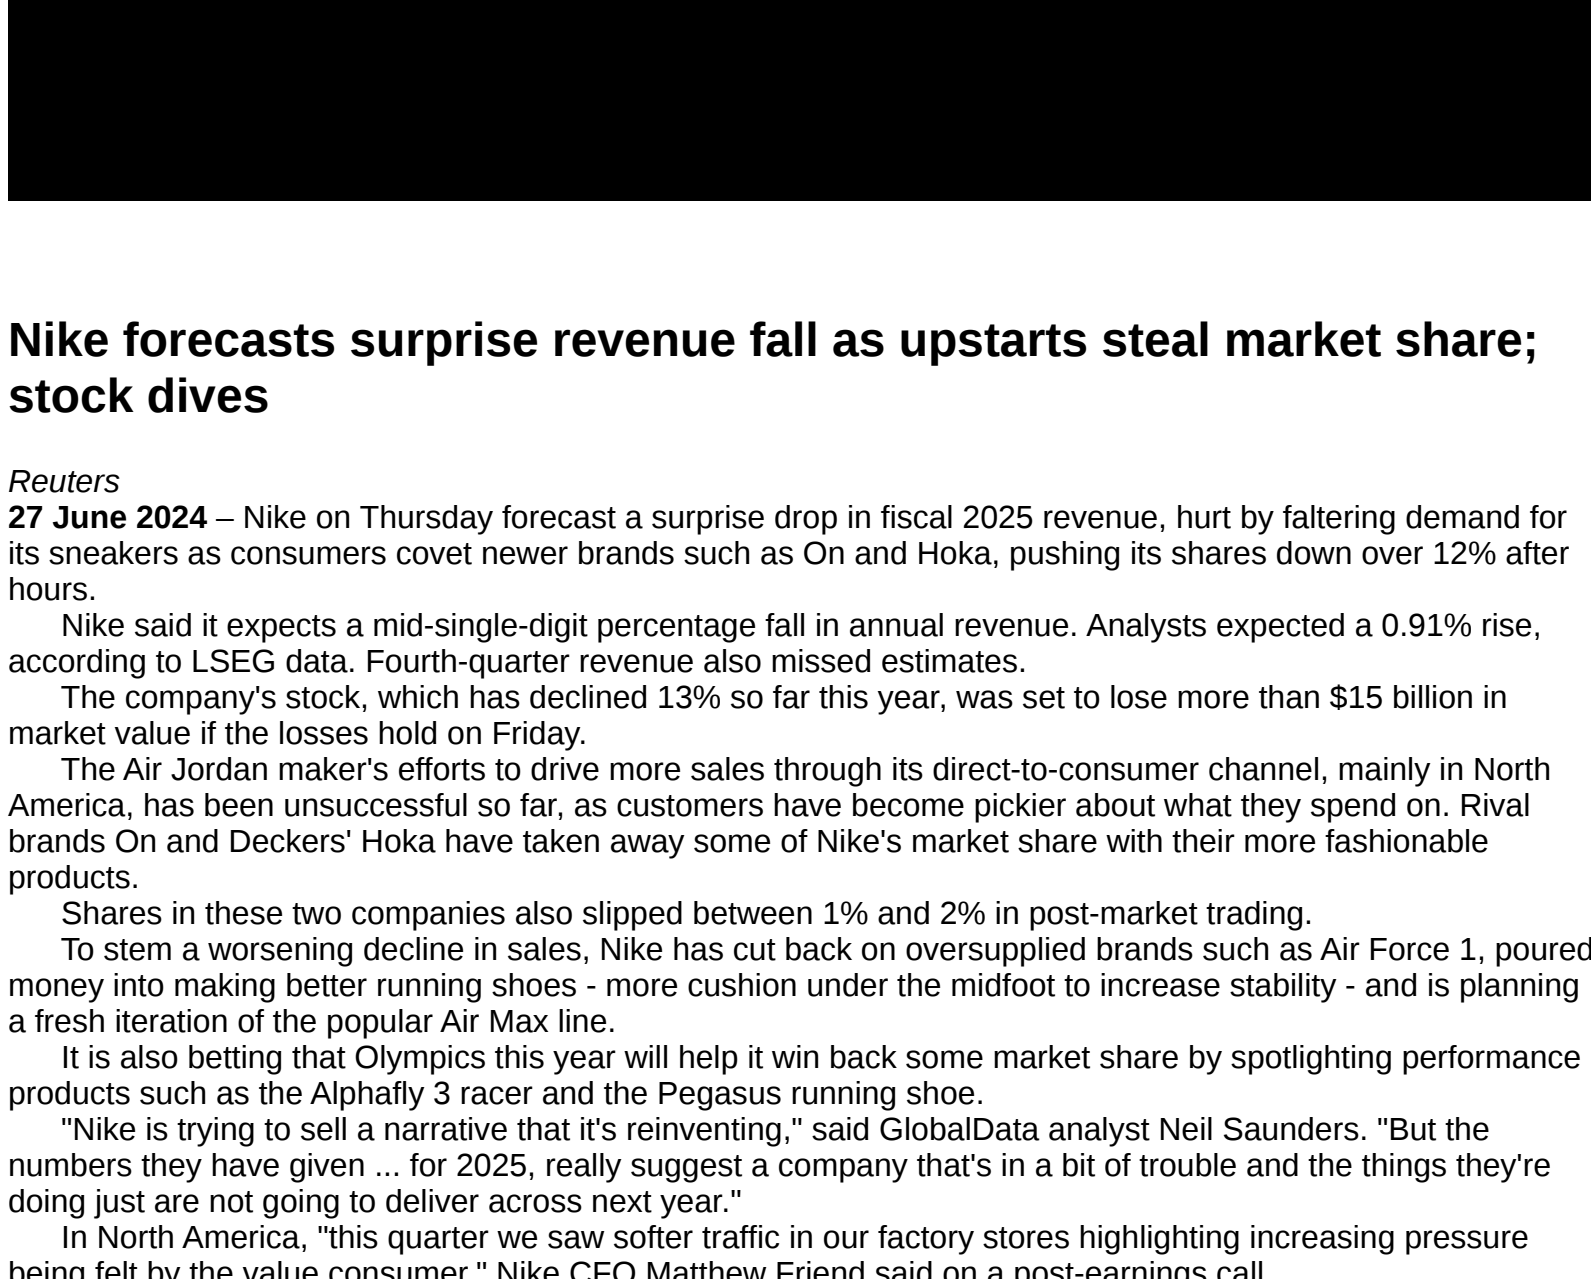 Nike forecasts surprise revenue fall as upstarts steal market share;
stock dives
Reuters
27 June 2024 – Nike on Thursday forecast a surprise drop in fiscal 2025 revenue, hurt by faltering demand for
its sneakers as consumers covet newer brands such as On and Hoka, pushing its shares down over 12% after
hours.
Nike said it expects a mid-single-digit percentage fall in annual revenue. Analysts expected a 0.91% rise,
according to LSEG data. Fourth-quarter revenue also missed estimates.
The company's stock, which has declined 13% so far this year, was set to lose more than $15 billion in
market value if the losses hold on Friday.
The Air Jordan maker's efforts to drive more sales through its direct-to-consumer channel, mainly in North
America, has been unsuccessful so far, as customers have become pickier about what they spend on. Rival
brands On and Deckers' Hoka have taken away some of Nike's market share with their more fashionable
products.
Shares in these two companies also slipped between 1% and 2% in post-market trading.
To stem a worsening decline in sales, Nike has cut back on oversupplied brands such as Air Force 1, poured
money into making better running shoes - more cushion under the midfoot to increase stability - and is planning
a fresh iteration of the popular Air Max line.
It is also betting that Olympics this year will help it win back some market share by spotlighting performance
products such as the Alphafly 3 racer and the Pegasus running shoe.
"Nike is trying to sell a narrative that it's reinventing," said GlobalData analyst Neil Saunders. "But the
numbers they have given ... for 2025, really suggest a company that's in a bit of trouble and the things they're
doing just are not going to deliver across next year."
In North America, "this quarter we saw softer traffic in our factory stores highlighting increasing pressure
being felt by the value consumer," Nike CFO Matthew Friend said on a post-earnings call.